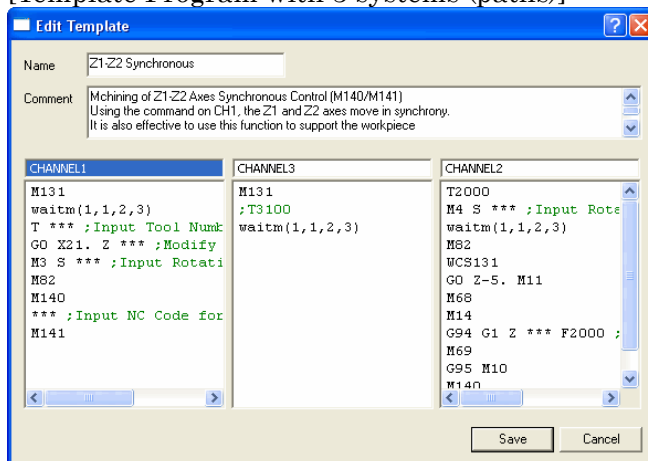 [Template Program with 3 systems (paths)]
Edit Template
Name
Z1-Z2 Synchronous
Comment
Mchining of Z1-Z2 Axes Synchronous Control (M140/M141)
Using the command on CH1, the Z1 and Z2 axes move in synchrony.
It is also effective to use this function to support the workpiece
CHANNEL1
M131
waitm(1,1,2,3)
T *** ;Input Tool Numb
G0 X21. Z *** ;Modify
M3 S *** ;Input Rotati
M82
M140
*** ;Input NC Code for
M141
CHANNEL3
M131
;T3100
waitm(1,1,2,3)
CHANNEL2
T2000
M4 S *** ;Input Rota
waitm(1,1,2,3)
M82
WCS131
G0 Z-5. M11
M68
M14
G94 G1 Z *** F2000 ;
M69
G95 M10
M140
Save
Cancel